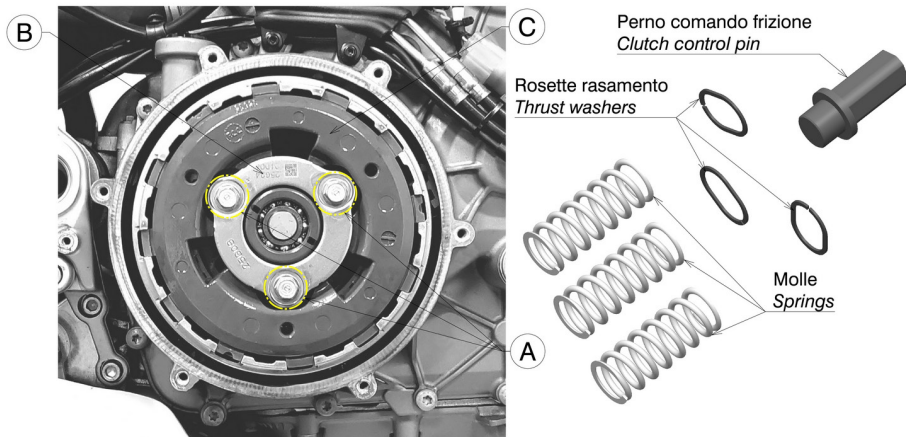 B
C
Perno comando frizione
Clutch control pin
Rosette rasamento
Thrust washers
Molle
Springs
A